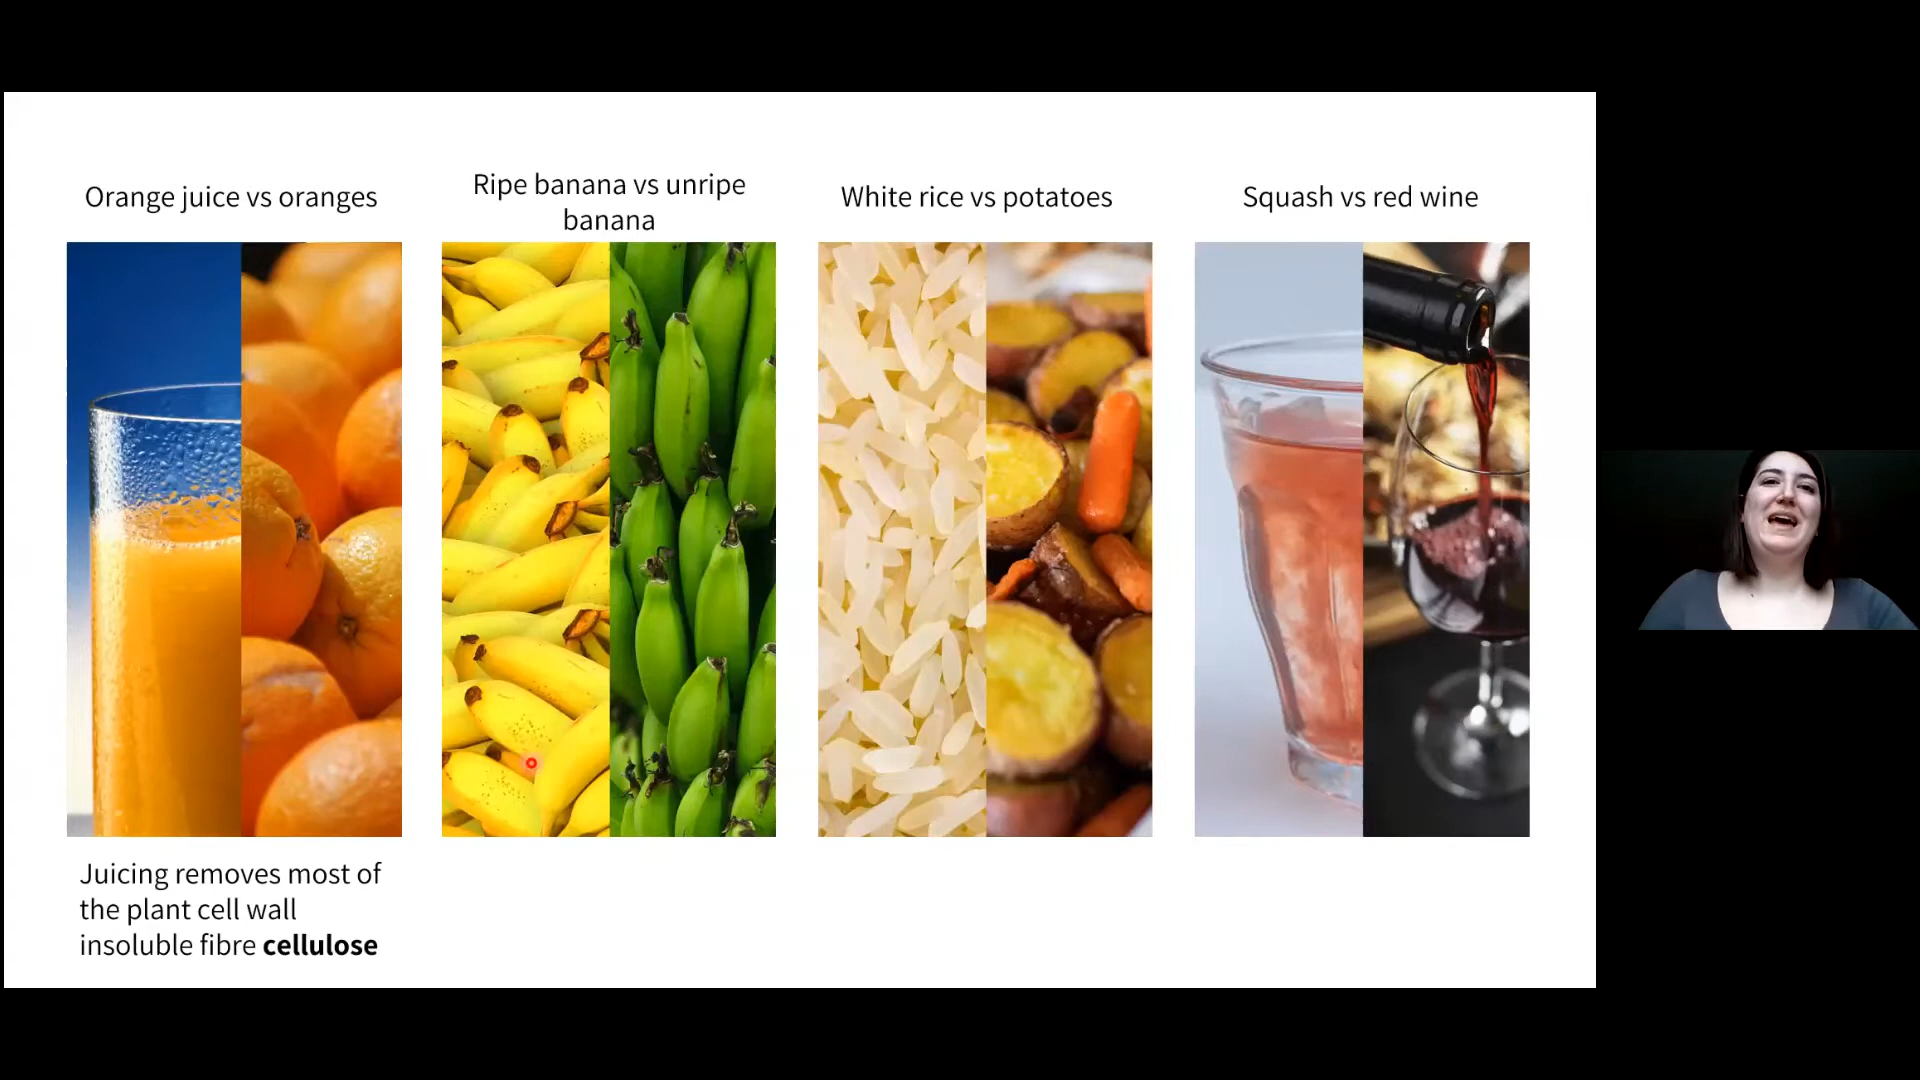 Orange juice vs oranges
Ripe banana vs unripe
banana
White rice vs potatoes
Squash vs red wine
Juicing removes most of
the plant cell wall
insoluble fibre cellulose